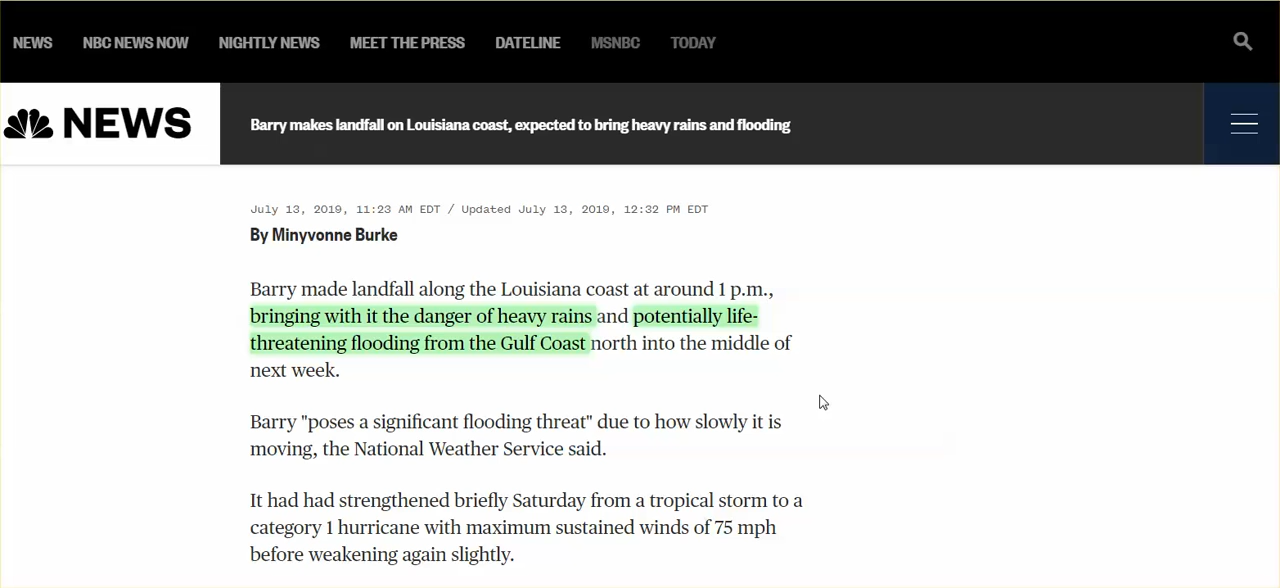 NEWS NBC NEWS NOW NIGHTLY NEWS MEET THE PRESS DATELINE MSNBC TODAY
NEWS
Barry makes landfall on Louisiana coast, expected to bring heavy rains and flooding
July 13, 2019, 11:23 AM EDT / Updated July 13, 2019, 12:32 PM EDT
By Minyvonne Burke
Barry made landfall along the Louisiana coast at around 1 p.m.,
bringing with it the danger of heavy rains and potentially life-
threatening flooding from the Gulf Coast north into the middle of
next week.
Barry "poses a significant flooding threat" due to how slowly it is
moving, the National Weather Service said.
It had had strengthened briefly Saturday from a tropical storm to a
category 1 hurricane with maximum sustained winds of 75 mph
before weakening again slightly.